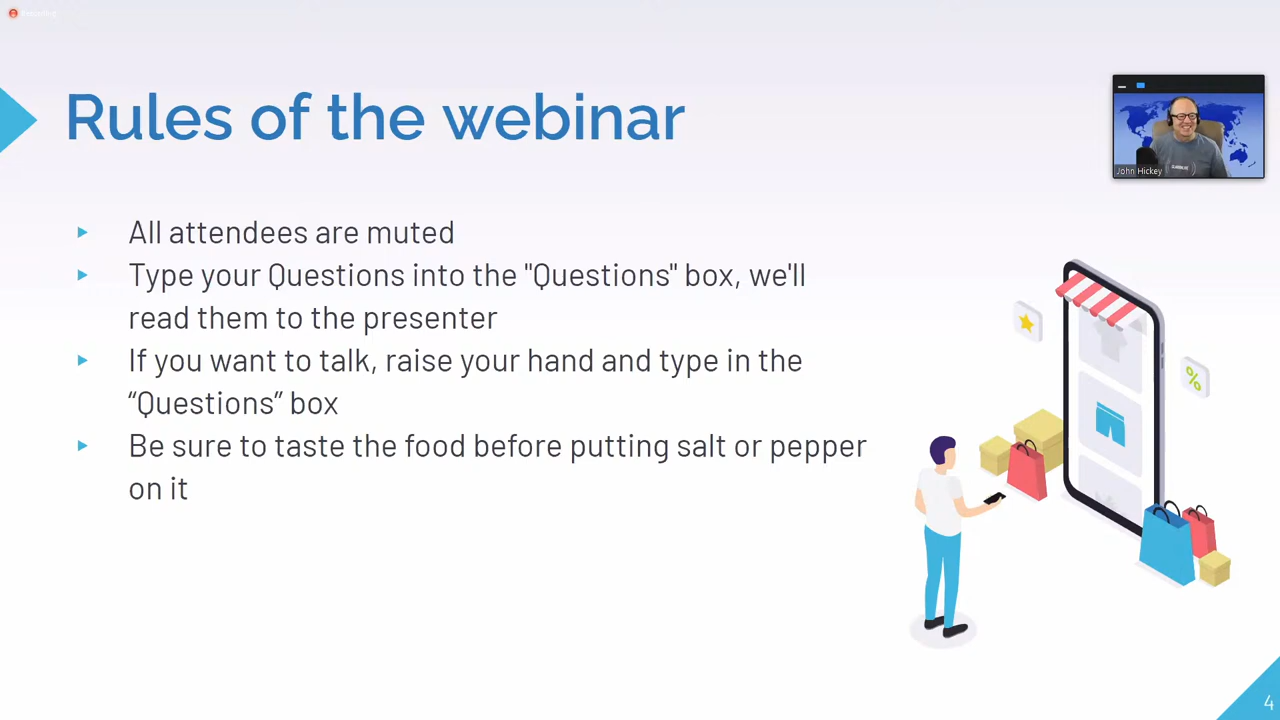 Recording
Rules of the webinar
John Hickey
All attendees are muted
Type your Questions into the "Questions" box, we'll
read them to the presenter
If you want to talk, raise your hand and type in the
“Questions” box
Be sure to taste the food before putting salt or pepper
on it
%
4